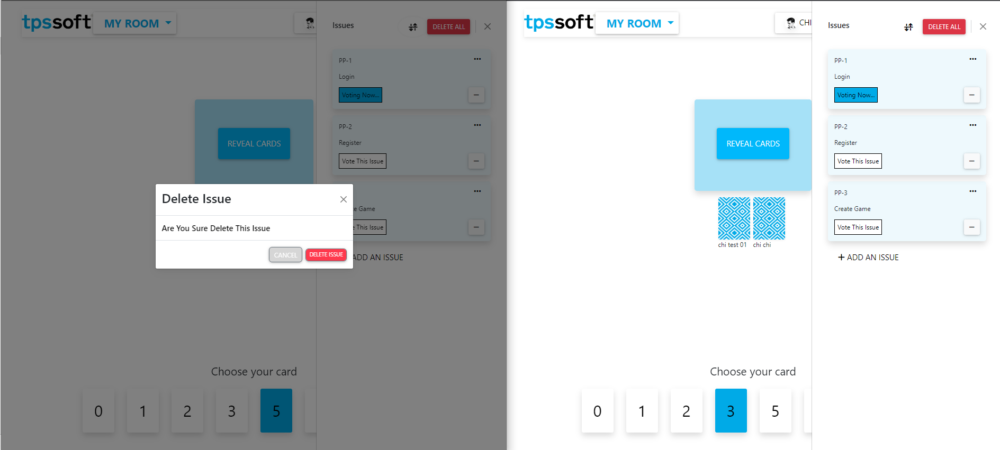 tpssoft
MY ROOM
Issues
DELETE ALL
PP-1
Login
Voting Now...
REVEAL CARDS
PP-2
Register
Vote This Issue
Delete Issue
Are You Sure Delete This Issue
CANCEL
DELETE ISSUE
Game
This Issue
ADD AN ISSUE
Choose your card
0
1
2
3
5
tpssoft
MY ROOM
CHI
Issues
DELETE ALL
PP-1
Login
Voting Now...
REVEAL CARDS
PP-2
Register
Vote This Issue
PP-3
Create Game
Vote This Issue
chi test 01
chi chi
+ ADD AN ISSUE
Choose your card
0
1
2
3
5